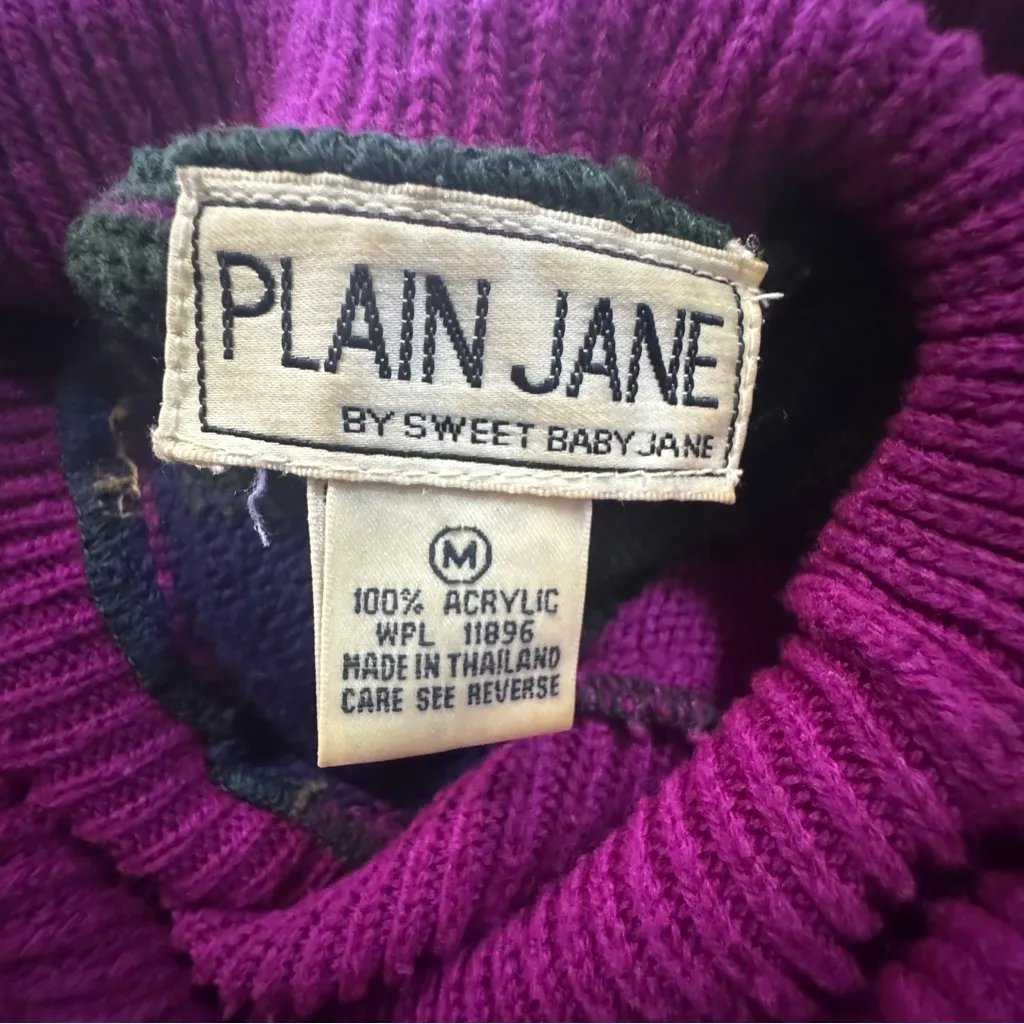 PLAIN JANE
BY SWEET BABY JANE
M
100% ACRYLIC
WPL 11896
MADE IN THAILAND
CARE SEE REVERSE